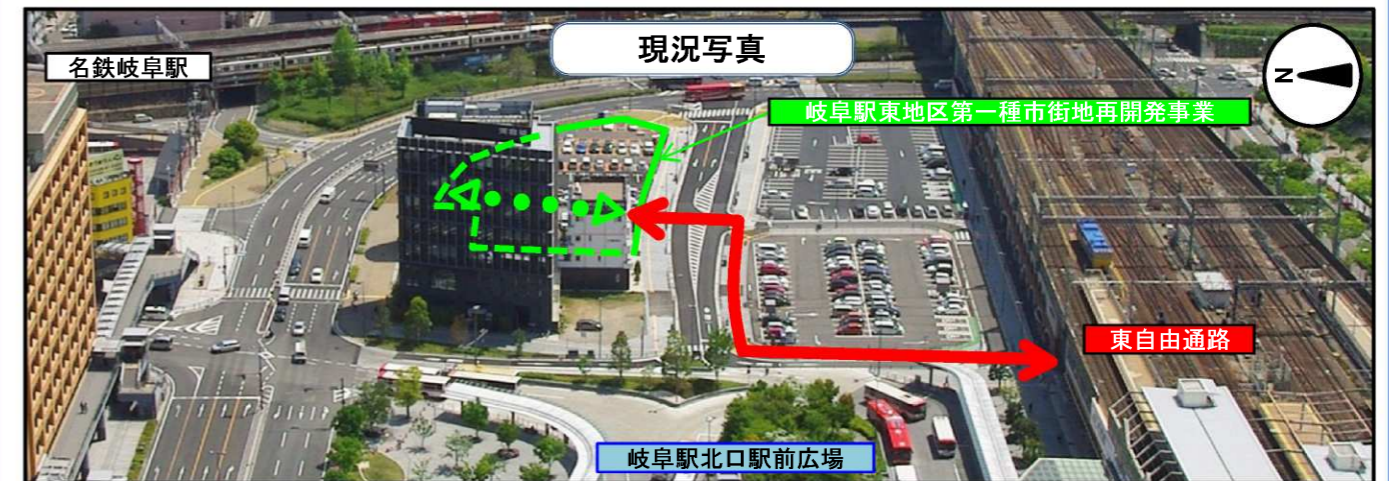 現況写真
名鉄岐阜駅
N
岐阜駅東地区第一種市街地再開発事業
東自由通路
岐阜駅北口駅前広場